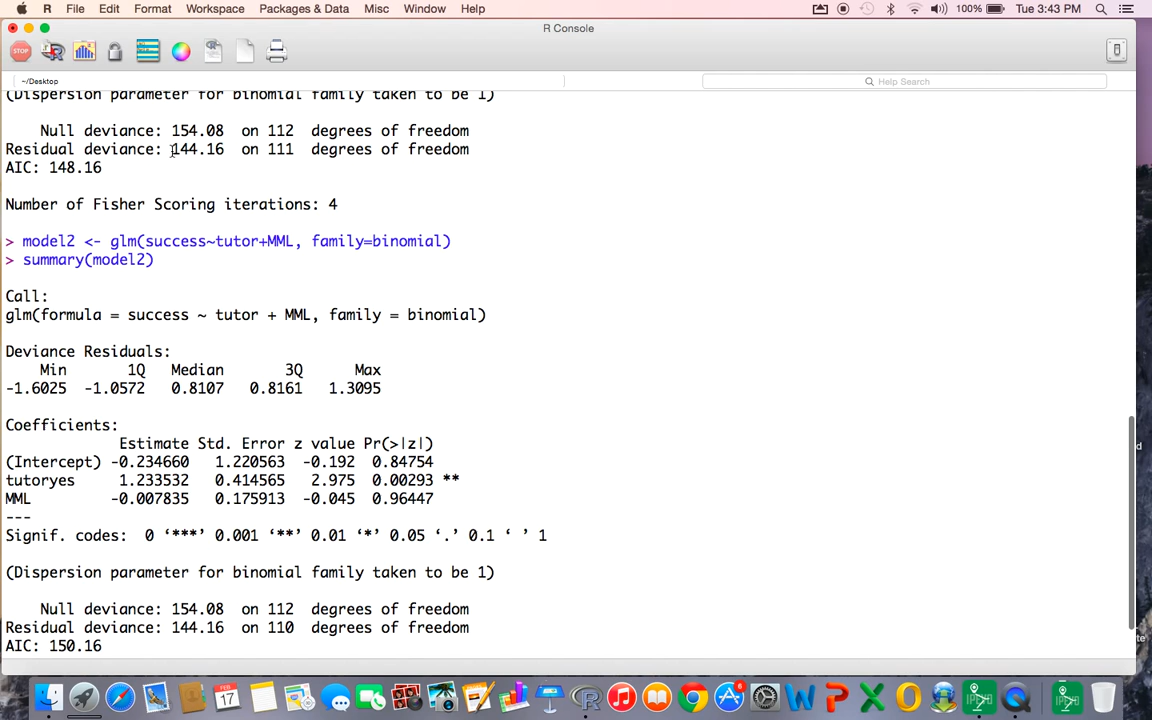 R File Edit Format Workspace Packages & Data Misc Window Help 100% Tue 3:43 PM
R Console
~/Desktop Help Search
(Dispersion parameter for binomial family taken to be 1)
Null deviance: 154.08 on 112 degrees of freedom
Residual deviance: 144.16 on 111 degrees of freedom
AIC: 148.16
Number of Fisher Scoring iterations: 4
> model2 <- glm(success~tutor+MML, family=binomial)
> summary(model2)
Call:
glm(formula = success ~ tutor + MML, family = binomial)
Deviance Residuals:
Min 1Q Median 3Q Max
-1.6025 -1.0572 0.8107 0.8161 1.3095
Coefficients:
Estimate Std. Error z value Pr(>|z|)
(Intercept) -0.234660 1.220563 -0.192 0.84754
tutoryes 1.233532 0.414565 2.975 0.00293 **
MML -0.007835 0.175913 -0.045 0.96447
---
Signif. codes: 0 ‘***’ 0.001 ‘**’ 0.01 ‘*’ 0.05 ‘.’ 0.1 ‘ ’ 1
(Dispersion parameter for binomial family taken to be 1)
Null deviance: 154.08 on 112 degrees of freedom
Residual deviance: 144.16 on 110 degrees of freedom
AIC: 150.16